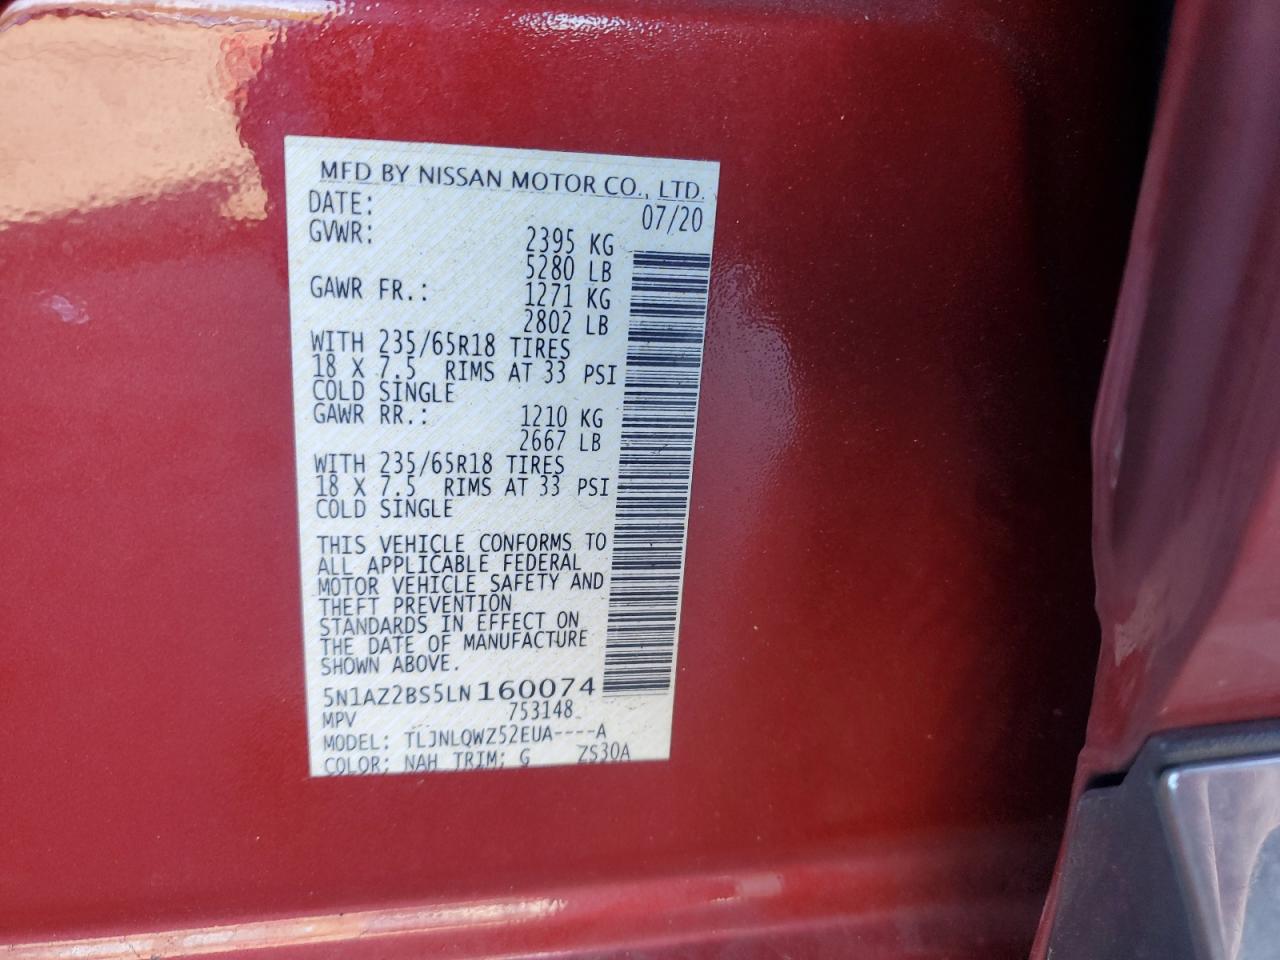 MFD BY NISSAN MOTOR CO., LTD.
DATE: 07/20
GVWR: 2395 KG
5280 LB
GAWR FR.: 1271 KG
2802 LB
WITH 235/65R18 TIRES
18 X 7.5 RIMS AT 33 PSI
COLD SINGLE
GAWR RR.: 1210 KG
2667 LB
WITH 235/65R18 TIRES
18 X 7.5 RIMS AT 33 PSI
COLD SINGLE
THIS VEHICLE CONFORMS TO
ALL APPLICABLE FEDERAL
MOTOR VEHICLE SAFETY AND
THEFT PREVENTION
STANDARDS IN EFFECT ON
THE DATE OF MANUFACTURE
SHOWN ABOVE.
5N1AZ2BS5LN160074
MPV 753148
MODEL: TLJNLQWZ52EUA----A
COLOR: NAH TRIM: G ZS30A